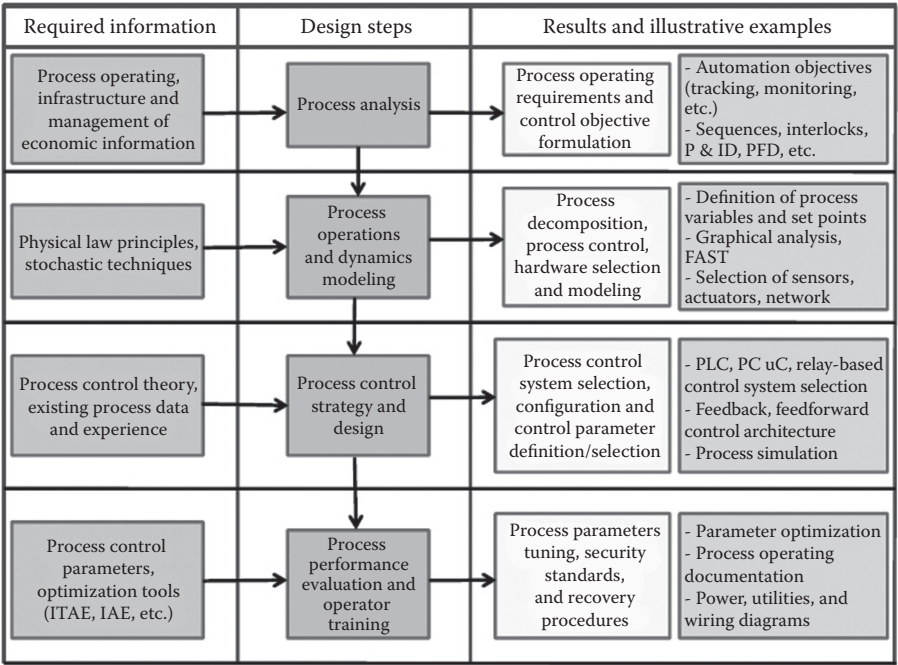 Required information
Design steps
Results and illustrative examples
Process operating,
infrastructure and
management of
economic information
Process analysis
Process operating
requirements and
control objective
formulation
- Automation objectives
(tracking, monitoring,
etc.)
- Sequences, interlocks,
P & ID, PFD, etc.
Physical law principles,
stochastic techniques
Process
operations
and dynamics
modeling
Process
decomposition,
process control,
hardware selection
and modeling
- Definition of process
variables and set points
- Graphical analysis,
FAST
- Selection of sensors,
actuators, network
Process control theory,
existing process data
and experience
Process control
strategy and
design
Process control
system selection,
configuration and
control parameter
definition/selection
- PLC, PC uC, relay-based
control system selection
- Feedback, feedforward
control architecture
- Process simulation
Process control
parameters,
optimization tools
(ITAE, IAE, etc.)
Process
performance
evaluation and
operator
training
Process parameters
tuning, security
standards,
and recovery
procedures
- Parameter optimization
- Process operating
documentation
- Power, utilities, and
wiring diagrams